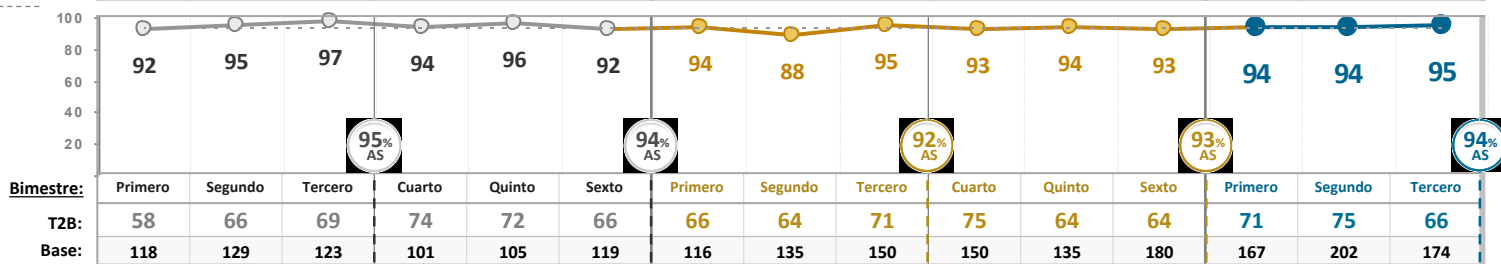 100
80
60
40
20
92 95 97 94 96 92 94 88 95 93 94 93 94 94 95
95% AS
94% AS
92% AS
93% AS
94% AS
Bimestre: Primero Segundo Tercero Cuarto Quinto Sexto Primero Segundo Tercero Cuarto Quinto Sexto Primero Segundo Tercero
T2B: 58 66 69 74 72 66 66 64 71 75 64 64 71 75 66
Base: 118 129 123 101 105 119 116 135 150 150 135 180 167 202 174